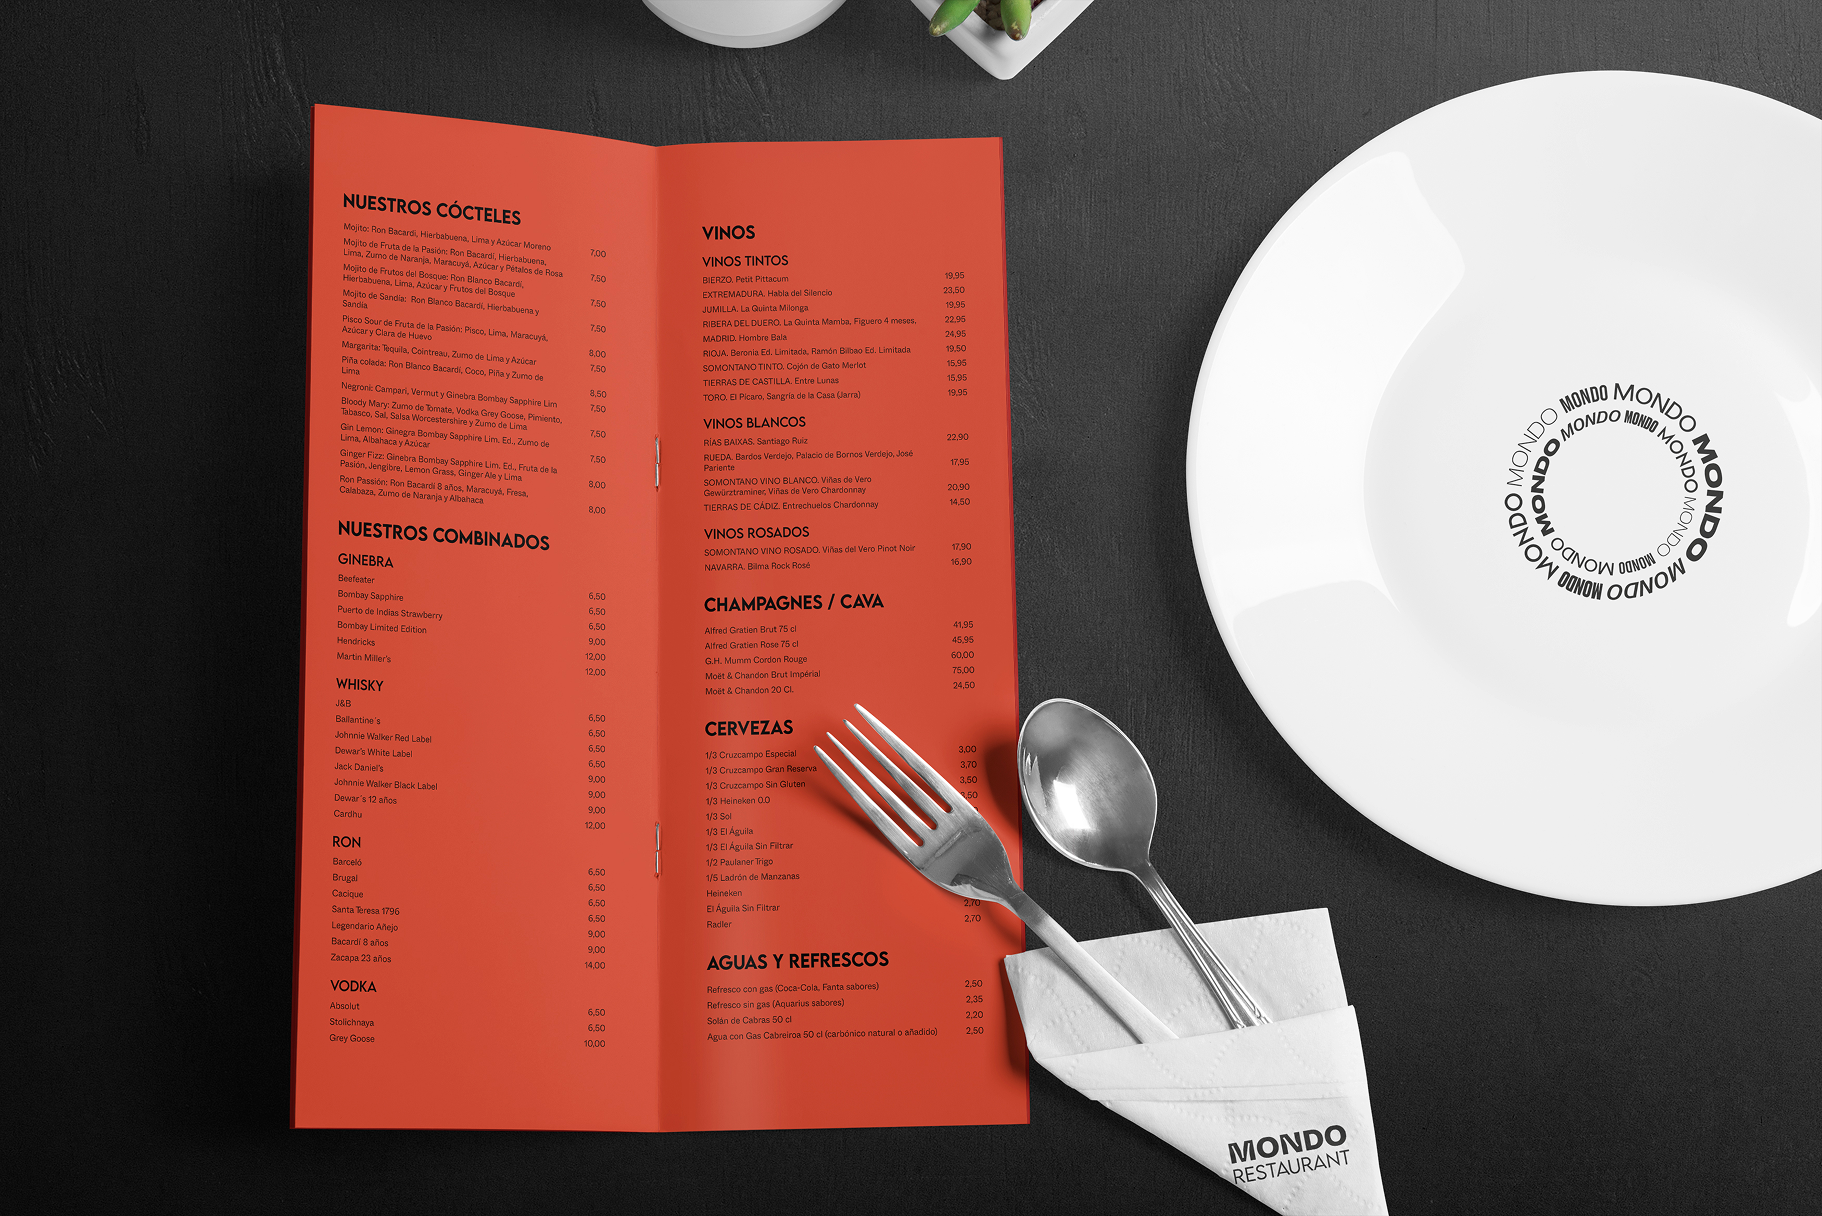 NUESTROS CÓCTELES
Mojito: Ron Bacardi, Hierbabuena, Lima y Azúcar Moreno
7,00
Mojito de Fruta de la Pasión: Ron Bacardi, Hierbabuena,
Lima, Zumo de Naranja, Maracuyá, Azúcar y Pétalos de Rosa
7,50
Mojito de Frutos del Bosque: Ron Blanco Bacardi,
Hierbabuena, Lima, Azúcar y Frutos del Bosque
7,50
Mojito de Sandía: Ron Blanco Bacardi, Hierbabuena y
Sandía
7,50
Pisco Sour de Fruta de la Pasión: Pisco, Lima, Maracuyá,
Azúcar y Clara de Huevo
8,00
Margarita: Tequila, Cointreau, Zumo de Lima y Azúcar
7,50
Piña colada: Ron Blanco Bacardi, Coco, Piña y Zumo de
Lima
8,50
Negroni: Campari, Vermut y Ginebra Bombay Sapphire Lim
7,50
Bloody Mary: Zumo de Tomate, Vodka Grey Goose, Pimiento,
Tabasco, Sal, Salsa Worcestershire y Zumo de Lima
7,50
Gin Lemon: Ginegra Bombay Sapphire Lim. Ed., Zumo de
Lima, Albahaca y Azúcar
7,50
Ginger Fizz: Ginebra Bombay Sapphire Lim. Ed., Fruta de la
Pasión, Jengibre, Lemon Grass, Ginger Ale y Lima
8,00
Ron Passión: Ron Bacardi 8 años, Maracuyá, Fresa,
Calabaza, Zumo de Naranja y Albahaca
8,00
NUESTROS COMBINADOS
GINEBRA
Beefeater 6,50
Bombay Sapphire 6,50
Puerto de Indias Strawberry 6,50
Bombay Limited Edition 9,00
Hendricks 12,00
Martin Miller's 12,00
WHISKY
J&B 6,50
Ballantine´s 6,50
Johnnie Walker Red Label 6,50
Dewar's White Label 6,50
Jack Daniel's 9,00
Johnnie Walker Black Label 9,00
Dewar´s 12 años 9,00
Cardhu 12,00
RON
Barceló 6,50
Brugal 6,50
Cacique 6,50
Santa Teresa 1796 6,50
Legendario Añejo 9,00
Bacardi 8 años 9,00
Zacapa 23 años 14,00
VODKA
Absolut 6,50
Stolichnaya 6,50
Grey Goose 10,00
VINOS
VINOS TINTOS
BIERZO. Petit Pittacum 19,95
EXTREMADURA. Habla del Silencio 23,50
JUMILLA. La Quinta Milonga 19,95
RIBERA DEL DUERO. La Quinta Mamba, Figuero 4 meses. 22,95
MADRID. Hombre Bala 24,95
RIOJA. Beronia Ed. Limitada, Ramón Bilbao Ed. Limitada 19,50
SOMONTANO TINTO. Cojón de Gato Merlot 15,95
TIERRAS DE CASTILLA. Entre Lunas 15,95
TORO. El Pícaro, Sangría de la Casa (Jarra) 19,95
VINOS BLANCOS
RÍAS BAIXAS. Santiago Ruiz 22,90
RUEDA. Bardos Verdejo, Palacio de Bornos Verdejo, José
Pariente 17,95
SOMONTANO VINO BLANCO. Viñas de Vero
Gewürztraminer, Viñas de Vero Chardonnay 20,90
TIERRAS DE CÁDIZ. Entrechuelos Chardonnay 14,50
VINOS ROSADOS
SOMONTANO VINO ROSADO. Viñas del Vero Pinot Noir 17,90
NAVARRA. Bilma Rock Rosé 16,90
CHAMPAGNES / CAVA
Alfred Gratien Brut 75 cl 41,95
Alfred Gratien Rose 75 cl 45,95
G.H. Mumm Cordon Rouge 60,00
Moët & Chandon Brut Impérial 75,00
Moët & Chandon 20 Cl. 24,50
CERVEZAS
1/3 Cruzcampo Especial 3,00
1/3 Cruzcampo Gran Reserva 3,70
1/3 Cruzcampo Sin Gluten 3,50
1/3 Heineken 0.0
1/3 Sol
1/3 El Águila
1/3 El Águila Sin Filtrar
1/2 Paulaner Trigo
1/5 Ladrón de Manzanas
Heineken
El Águila Sin Filtrar 2,70
Radler 2,70
AGUAS Y REFRESCOS
Refresco con gas (Coca-Cola, Fanta sabores) 2,50
Refresco sin gas (Aquarius sabores) 2,35
Solán de Cabras 50 cl 2,20
Agua con Gas Cabreiroa 50 cl (carbónico natural o añadido) 2,50
MONDO MONDO MONDO MONDO MONDO MONDO MONDO MONDO
MONDO MONDO MONDO MONDO MONDO MONDO MONDO MONDO
MONDO
RESTAURANT